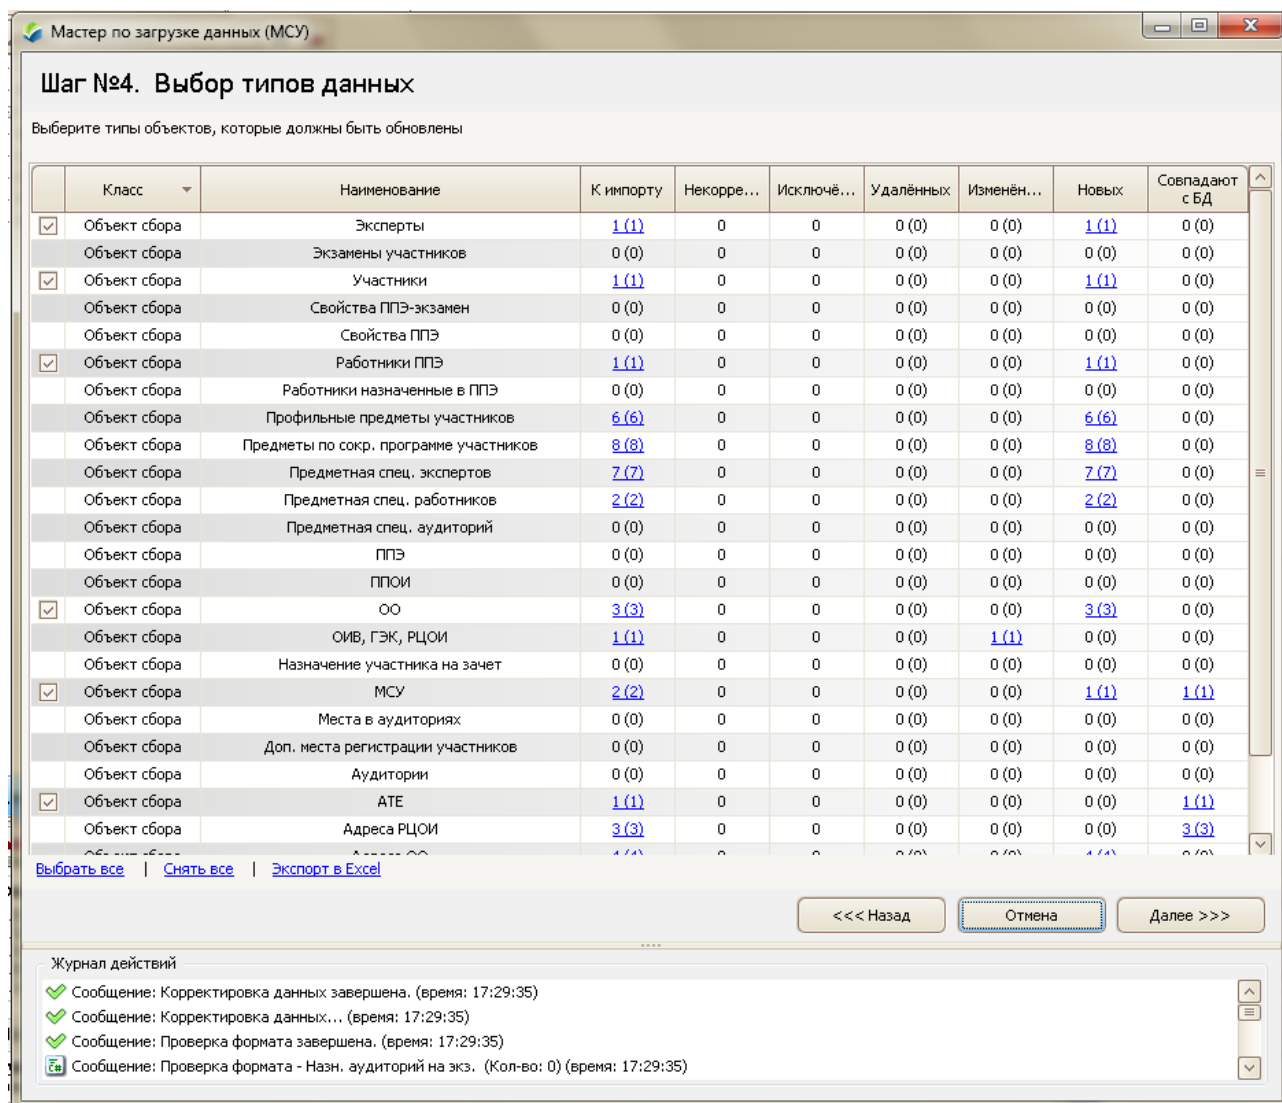 Мастер по загрузке данных (МСУ)
Шаг №4. Выбор типов данных
Выберите типы объектов, которые должны быть обновлены
Класс Наименование К импорту Некорре... Исключё... Удалённых Изменён... Новых Совпадают с БД
Объект сбора Эксперты 1 (1) 0 0 0 (0) 0 (0) 1 (1) 0 (0)
Объект сбора Экзамены участников 0 (0) 0 0 0 (0) 0 (0) 0 (0) 0 (0)
Объект сбора Участники 1 (1) 0 0 0 (0) 0 (0) 1 (1) 0 (0)
Объект сбора Свойства ППЭ-экзамен 0 (0) 0 0 0 (0) 0 (0) 0 (0) 0 (0)
Объект сбора Свойства ППЭ 0 (0) 0 0 0 (0) 0 (0) 0 (0) 0 (0)
Объект сбора Работники ППЭ 1 (1) 0 0 0 (0) 0 (0) 1 (1) 0 (0)
Объект сбора Работники назначенные в ППЭ 0 (0) 0 0 0 (0) 0 (0) 0 (0) 0 (0)
Объект сбора Профильные предметы участников 6 (6) 0 0 0 (0) 0 (0) 6 (6) 0 (0)
Объект сбора Предметы по сокр. программе участников 8 (8) 0 0 0 (0) 0 (0) 8 (8) 0 (0)
Объект сбора Предметная спец. экспертов 7 (7) 0 0 0 (0) 0 (0) 7 (7) 0 (0)
Объект сбора Предметная спец. работников 2 (2) 0 0 0 (0) 0 (0) 2 (2) 0 (0)
Объект сбора Предметная спец. аудиторий 0 (0) 0 0 0 (0) 0 (0) 0 (0) 0 (0)
Объект сбора ППЭ 0 (0) 0 0 0 (0) 0 (0) 0 (0) 0 (0)
Объект сбора ППОИ 0 (0) 0 0 0 (0) 0 (0) 0 (0) 0 (0)
Объект сбора ОО 3 (3) 0 0 0 (0) 0 (0) 3 (3) 0 (0)
Объект сбора ОИВ, ГЭК, РЦОИ 1 (1) 0 0 0 (0) 1 (1) 0 (0) 0 (0)
Объект сбора Назначение участника на зачет 0 (0) 0 0 0 (0) 0 (0) 0 (0) 0 (0)
Объект сбора МСУ 2 (2) 0 0 0 (0) 0 (0) 1 (1) 1 (1)
Объект сбора Места в аудиториях 0 (0) 0 0 0 (0) 0 (0) 0 (0) 0 (0)
Объект сбора Доп. места регистрации участников 0 (0) 0 0 0 (0) 0 (0) 0 (0) 0 (0)
Объект сбора Аудитории 0 (0) 0 0 0 (0) 0 (0) 0 (0) 0 (0)
Объект сбора АТЕ 1 (1) 0 0 0 (0) 0 (0) 0 (0) 1 (1)
Объект сбора Адреса РЦОИ 3 (3) 0 0 0 (0) 0 (0) 0 (0) 3 (3)
Выбрать все | Снять все | Экспорт в Excel
<<< Назад Отмена Далее >>>
Журнал действий
Сообщение: Корректировка данных завершена. (время: 17:29:35)
Сообщение: Корректировка данных... (время: 17:29:35)
Сообщение: Проверка формата завершена. (время: 17:29:35)
Сообщение: Проверка формата - Назн. аудиторий на экз. (Кол-во: 0) (время: 17:29:35)